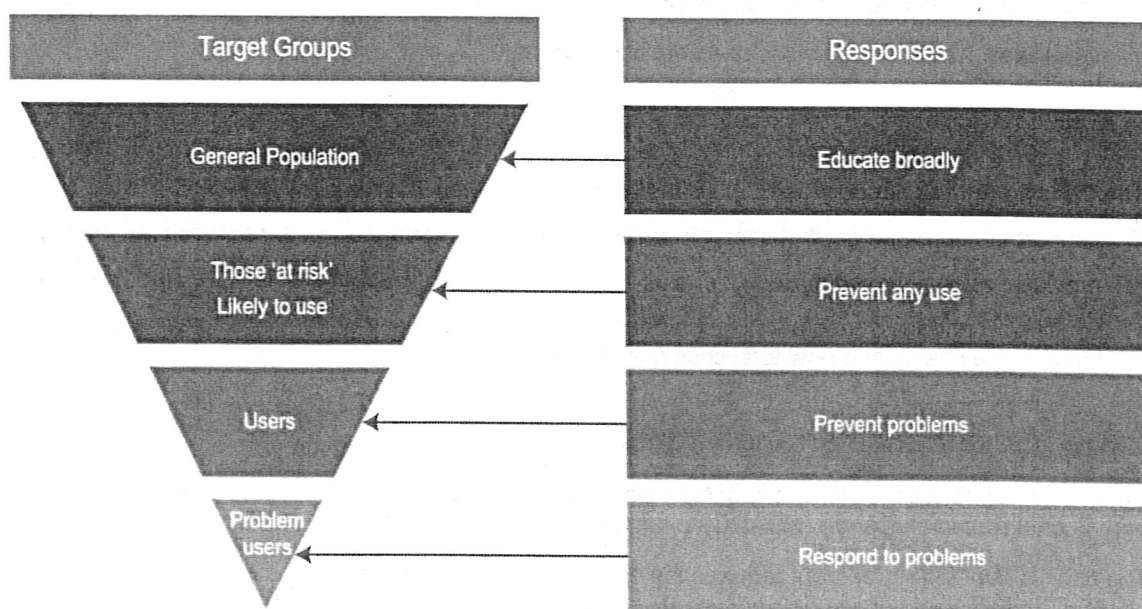 Target Groups
Responses
General Population
Educate broadly
Those 'at risk'
Likely to use
Prevent any use
Users
Prevent problems
Problem
users
Respond to problems